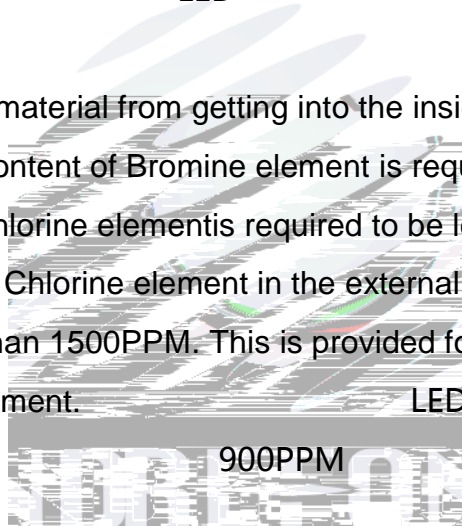 material from getting into the insi
ontent of Bromine element is requ
hlorine elementis required to be l
Chlorine element in the external
an 1500PPM. This is provided fo
ment. LED
900PPM